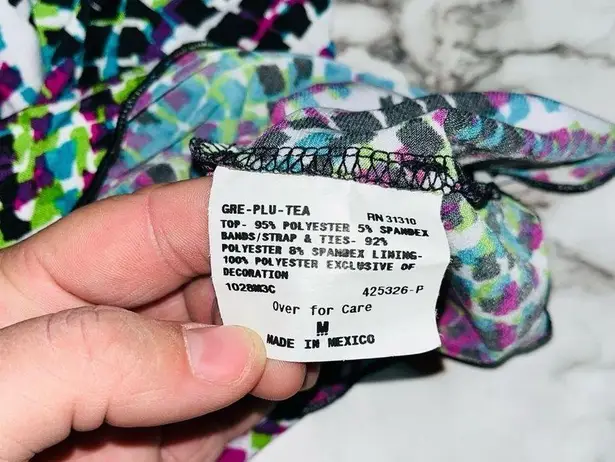 GRE-PLU-TEA RN 31310
TOP- 95% POLYESTER 5% SPANDEX
BANDS/STRAP & TIES- 92%
POLYESTER 8% SPANDEX LINING-
100% POLYESTER EXCLUSIVE OF
DECORATION
1028M3C 425326-P
Over for Care
M
MADE IN MEXICO